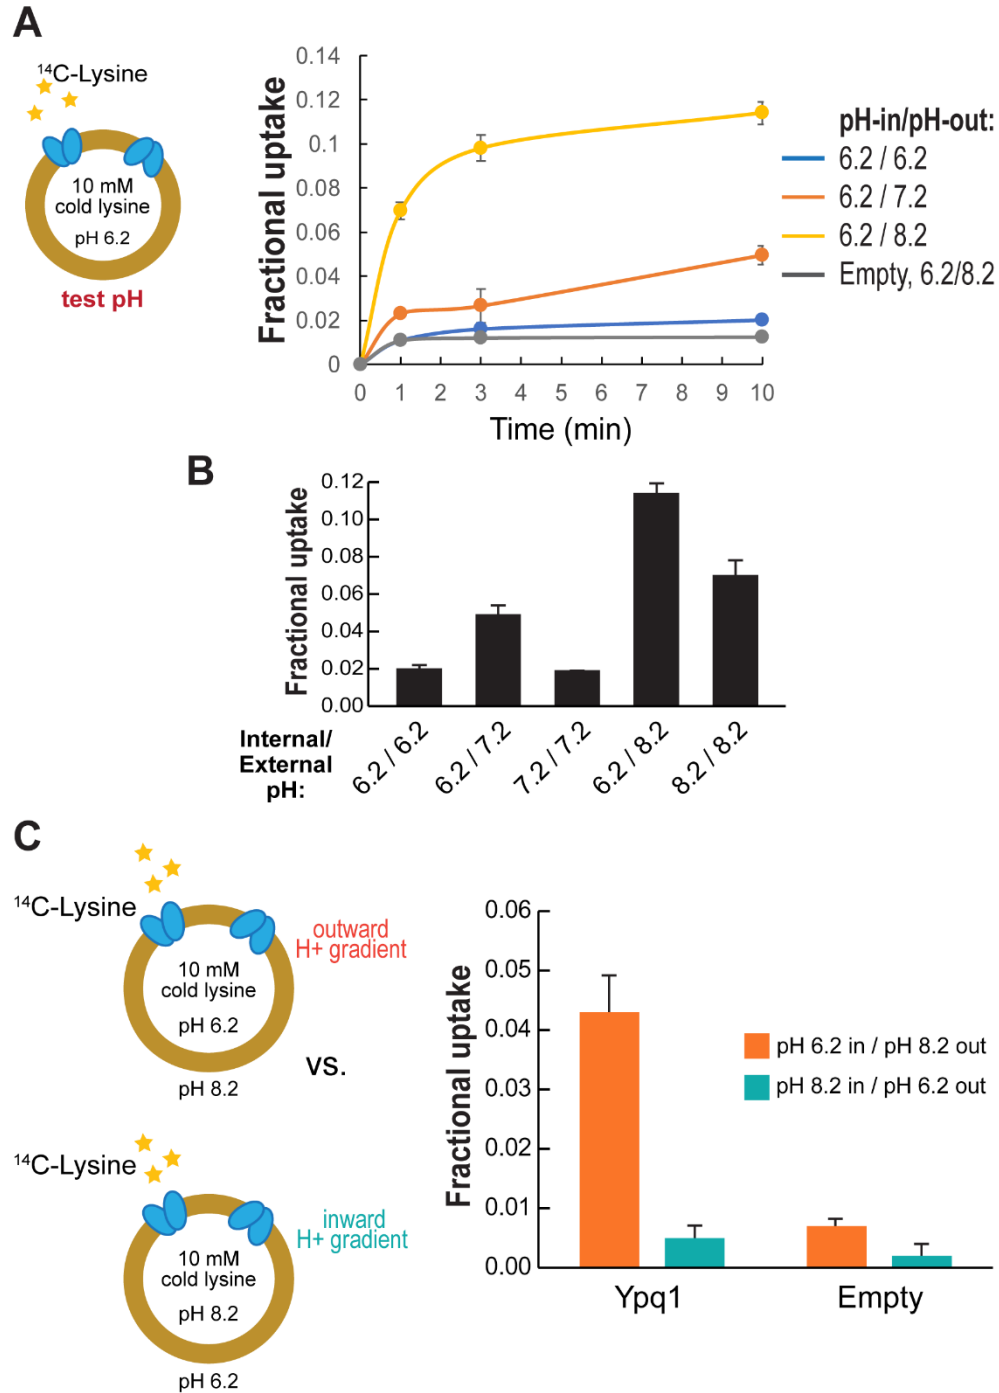 A
¹⁴C-Lysine
10 mM
cold lysine
pH 6.2
test pH
Fractional uptake
0.14
0.12
0.1
0.08
0.06
0.04
0.02
0
0 1 2 3 4 5 6 7 8 9 10
Time (min)
pH-in/pH-out:
6.2 / 6.2
6.2 / 7.2
6.2 / 8.2
Empty, 6.2/8.2
B
Fractional uptake
0.12
0.10
0.08
0.06
0.04
0.02
0.00
Internal/
External
pH:
6.2 / 6.2
6.2 / 7.2
7.2 / 7.2
6.2 / 8.2
8.2 / 8.2
C
¹⁴C-Lysine
outward
H+ gradient
10 mM
cold lysine
pH 6.2
pH 8.2
vs.
¹⁴C-Lysine
inward
H+ gradient
10 mM
cold lysine
pH 8.2
pH 6.2
Fractional uptake
0.06
0.05
0.04
0.03
0.02
0.01
0.00
pH 6.2 in / pH 8.2 out
pH 8.2 in / pH 6.2 out
Ypq1
Empty